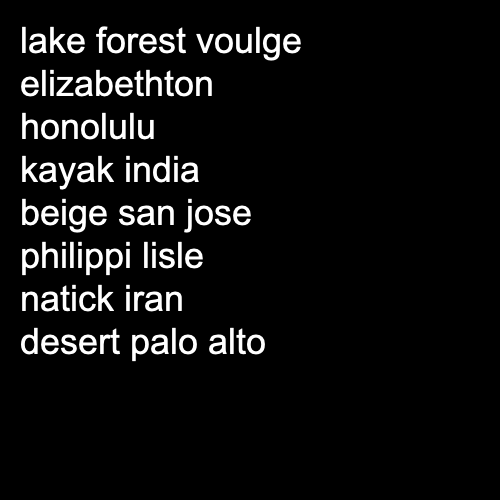 lake forest voulge
elizabethton
honolulu
kayak india
beige san jose
philippi lisle
natick iran
desert palo alto